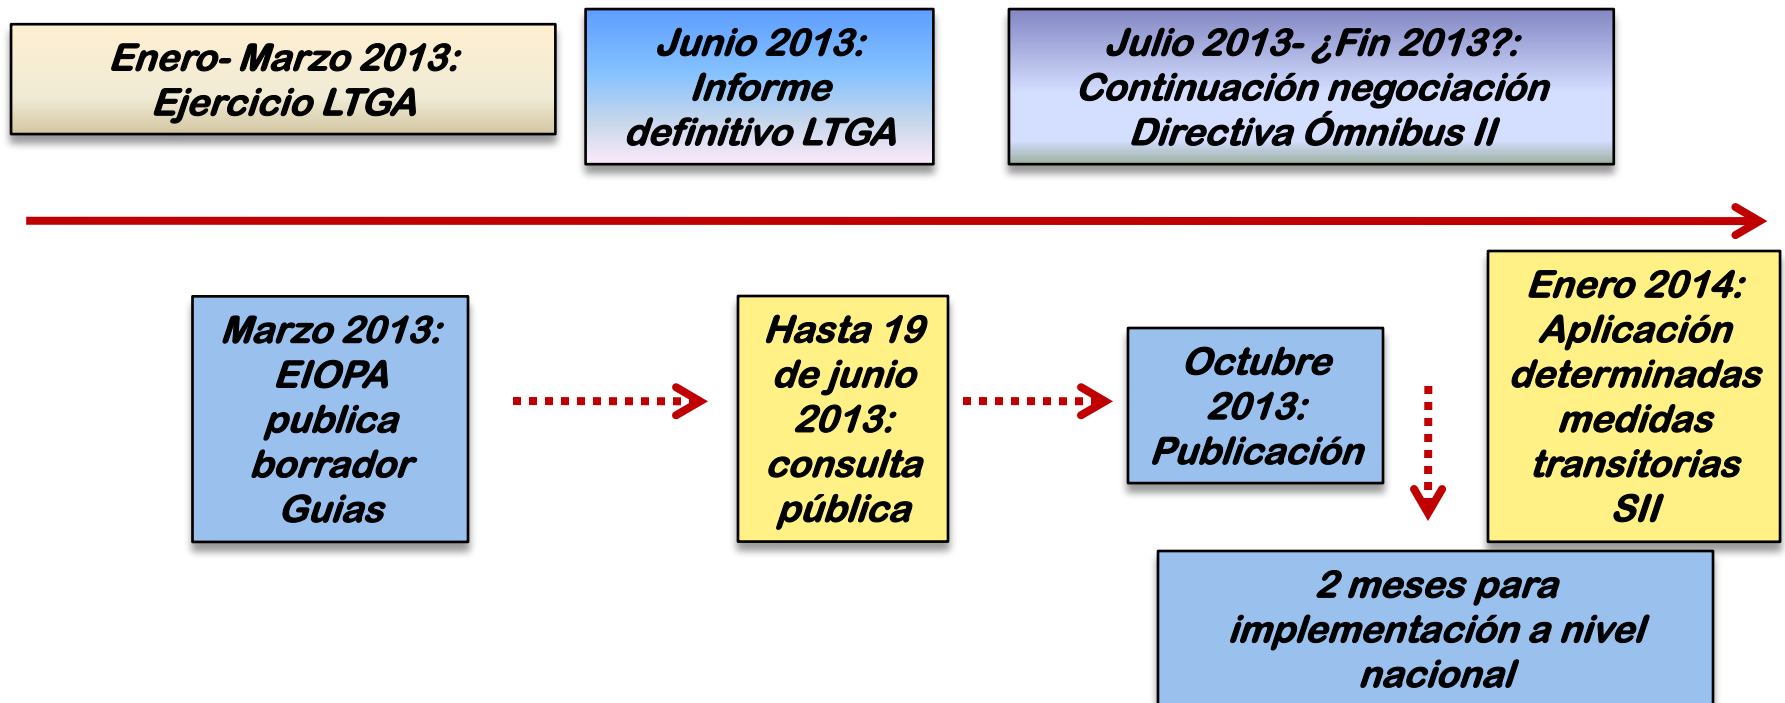 Enero- Marzo 2013:
Ejercicio LTGA
Junio 2013:
Informe
definitivo LTGA
Julio 2013- ¿Fin 2013?:
Continuación negociación
Directiva Ómnibus II
Marzo 2013:
EIOPA
publica
borrador
Guias
Hasta 19
de junio
2013:
consulta
pública
Octubre
2013:
Publicación
Enero 2014:
Aplicación
determinadas
medidas
transitorias
SII
2 meses para
implementación a nivel
nacional